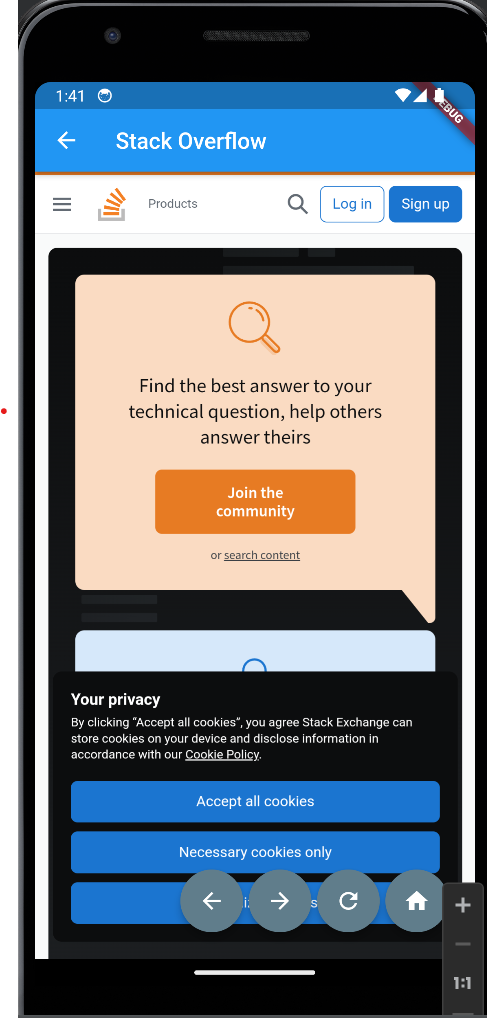 1:41
EBUG
Stack Overflow
Products
Log in
Sign up
Find the best answer to your
technical question, help others
answer theirs
Join the
community
or search content
Your privacy
By clicking “Accept all cookies”, you agree Stack Exchange can
store cookies on your device and disclose information in
accordance with our Cookie Policy.
Accept all cookies
Necessary cookies only
1:1